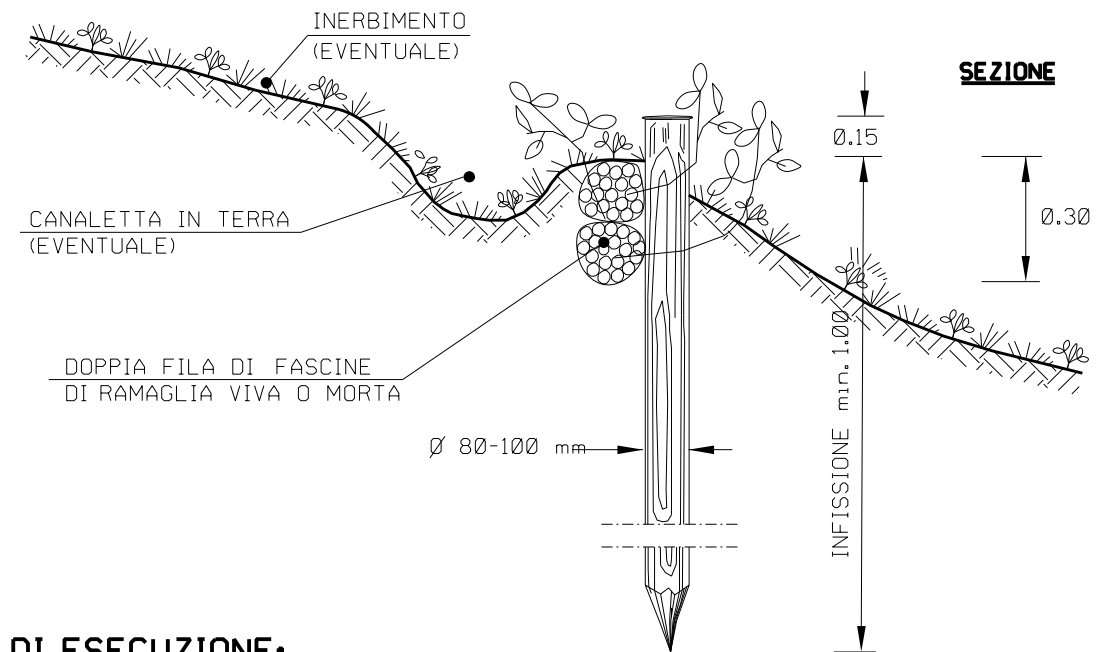 INERBIMENTO
(EVENTUALE)
SEZIONE
0.15
0.30
CANALETTA IN TERRA
(EVENTUALE)
DOPPIA FILA DI FASCINE
DI RAMAGLIA VIVA O MORTA
Ø 80-100 mm
INFISSIONE min. 1.00
DI ESECUZIONE: